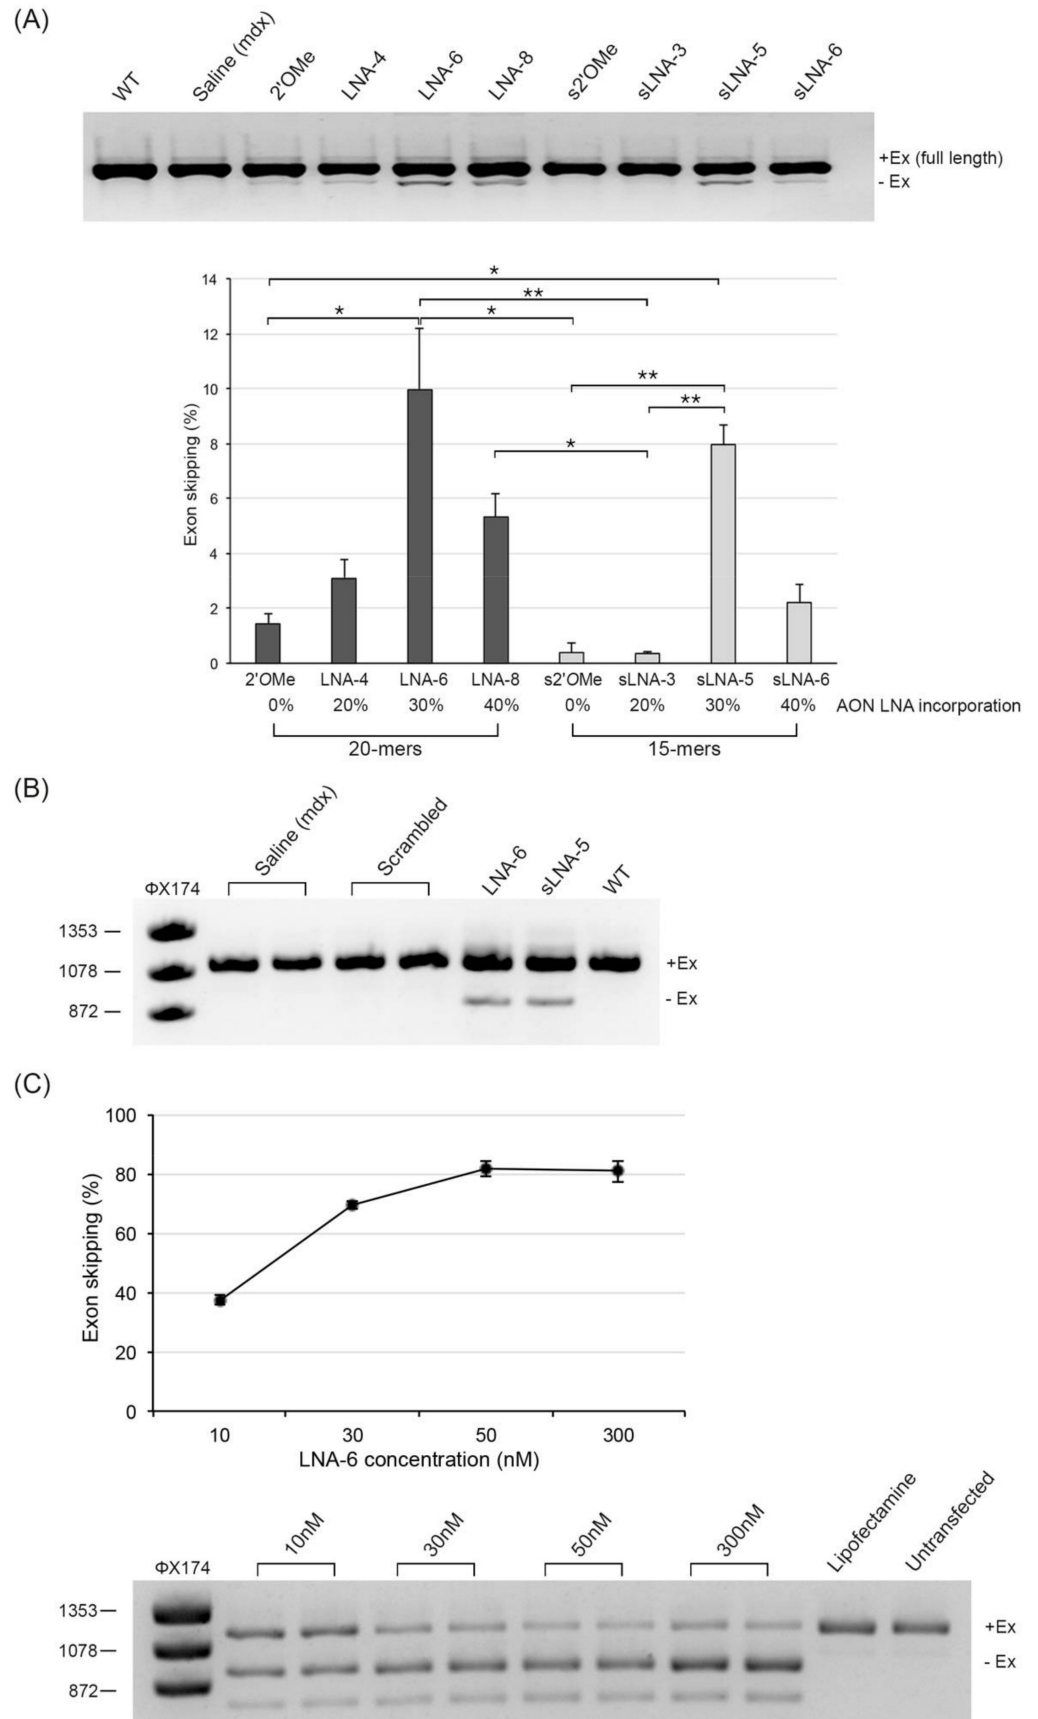 (A)
WT Saline (mdx) 2'OMe LNA-4 LNA-6 LNA-8 s2'OMe sLNA-3 sLNA-5 sLNA-6
+Ex (full length)
- Ex
Exon skipping (%)
14
12
10
8
6
4
2
0
*
**
* *
**
**
*
2'OMe LNA-4 LNA-6 LNA-8 s2'OMe sLNA-3 sLNA-5 sLNA-6
0% 20% 30% 40% 0% 20% 30% 40% AON LNA incorporation
20-mers 15-mers
(B)
ΦX174 Saline (mdx) Scrambled LNA-6 sLNA-5 WT
1353
1078
872
+Ex
- Ex
(C)
Exon skipping (%)
100
80
60
40
20
0
10 30 50 300
LNA-6 concentration (nM)
ΦX174 10nM 30nM 50nM 300nM Lipofectamine Untransfected
1353
1078
872
+Ex
- Ex